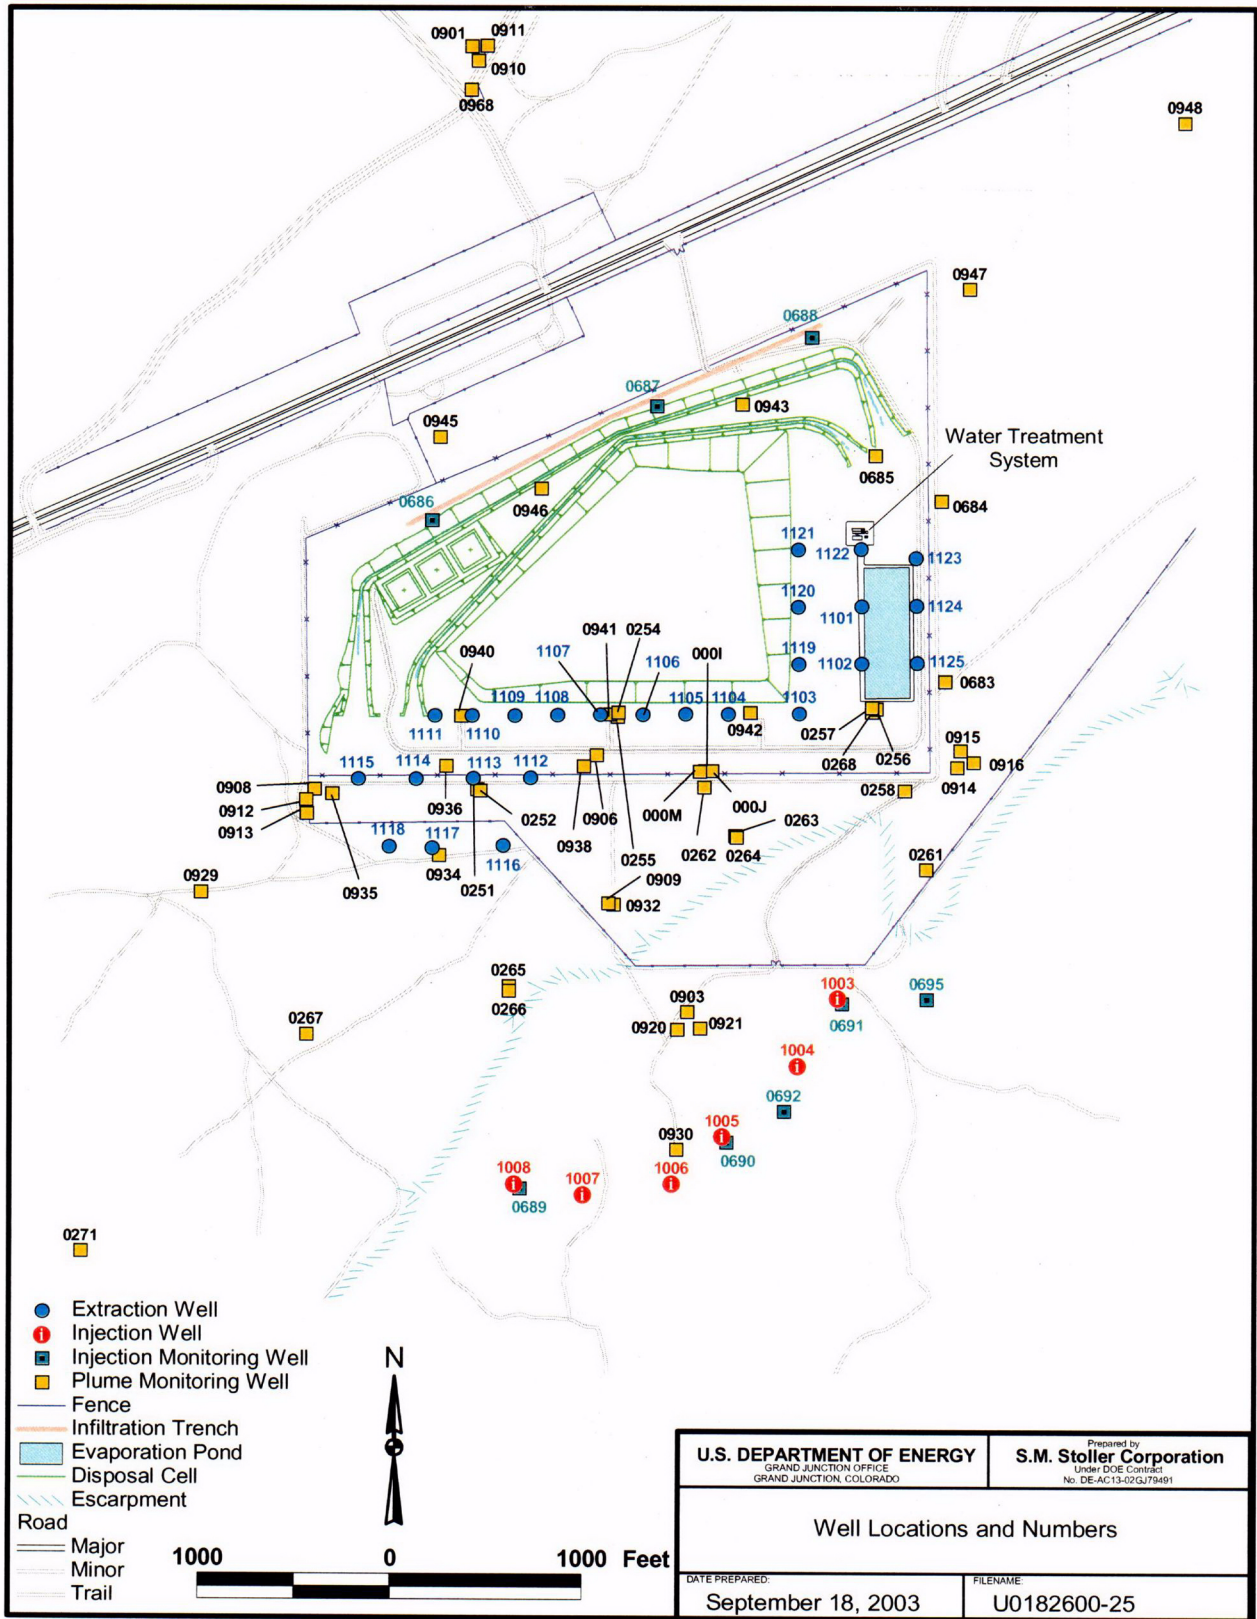 0901
0911
0910
0968
0948
0947
0688
0687
0943
0945
Water Treatment
System
0685
0946
0686
0684
1121
1122
1123
1120
1101
1124
0941
0254
0940
1107
000I
1119
1102
1125
1106
0683
1109
1108
1105
1104
1103
1111
1110
0942
0257
0268
0256
0915
0916
0914
1115
1114
1113
1112
0908
0912
0913
0936
0252
0938
0906
000M
000J
0258
0263
0264
0262
0255
1118
1117
1116
0934
0251
0935
0929
0909
0932
0261
0265
0266
0267
0903
0920
0921
1003
0691
0695
1004
0692
1005
0690
0930
1008
1007
1006
0689
0271
Extraction Well
Injection Well
Injection Monitoring Well
Plume Monitoring Well
Fence
Infiltration Trench
Evaporation Pond
Disposal Cell
Escarpment
Road
Major
Minor
Trail
N
1000 0 1000 Feet
U.S. DEPARTMENT OF ENERGY
GRAND JUNCTION OFFICE
GRAND JUNCTION, COLORADO
Prepared by
S.M. Stoller Corporation
Under DOE Contract
No. DE-AC13-02GJ79491
Well Locations and Numbers
DATE PREPARED:
September 18, 2003
FILENAME:
U0182600-25